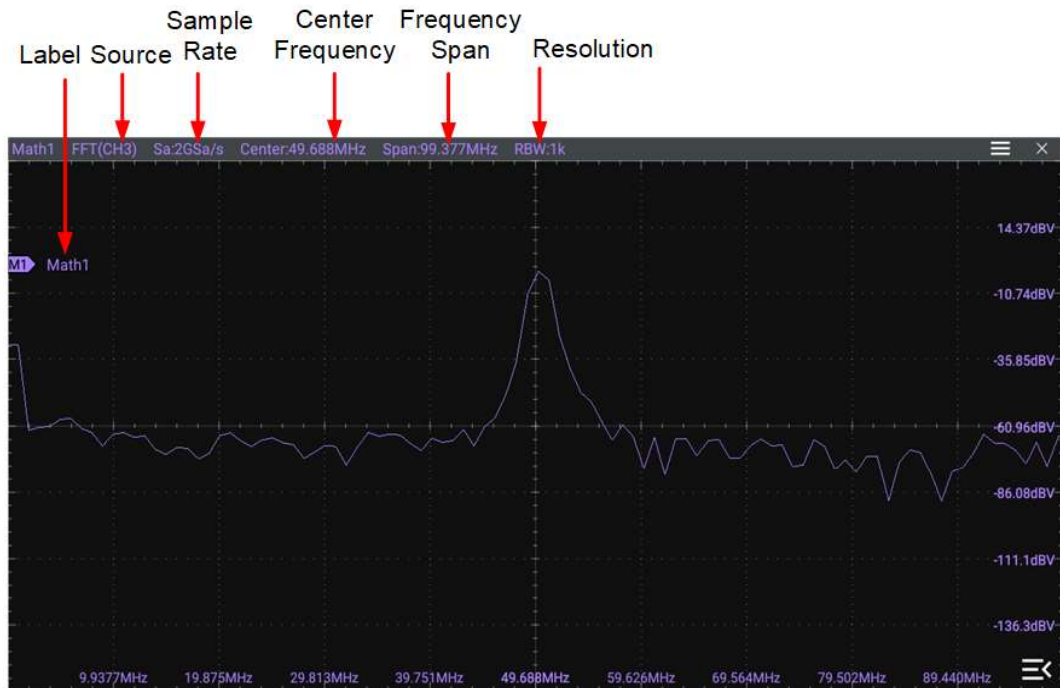 Label Source Sample Rate Center Frequency Frequency Span Resolution
Math1 FFT(CH3) Sa:2GSa/s Center:49.688MHz Span:99.377MHz RBW:1k
14.37dBV
M1 Math1
-10.74dBV
-35.85dBV
-60.96dBV
-86.08dBV
-111.1dBV
-136.3dBV
9.9377MHz 19.875MHz 29.813MHz 39.751MHz 49.688MHz 59.626MHz 69.564MHz 79.502MHz 89.440MHz